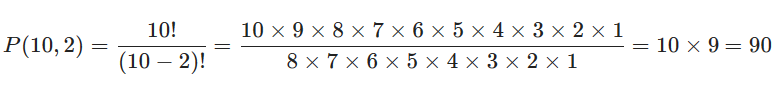 P(10, 2) = 10! / (10 − 2)! = 10 × 9 × 8 × 7 × 6 × 5 × 4 × 3 × 2 × 1 / 8 × 7 × 6 × 5 × 4 × 3 × 2 × 1 = 10 × 9 = 90